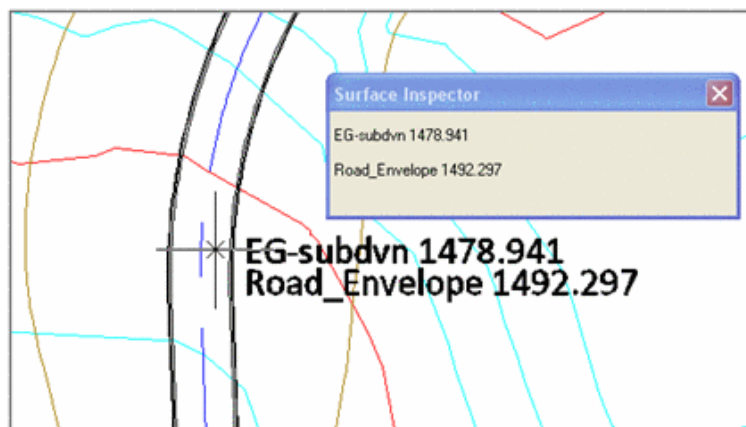 Surface Inspector
EG-subdvn 1478.941
Road_Envelope 1492.297
EG-subdvn 1478.941
Road_Envelope 1492.297